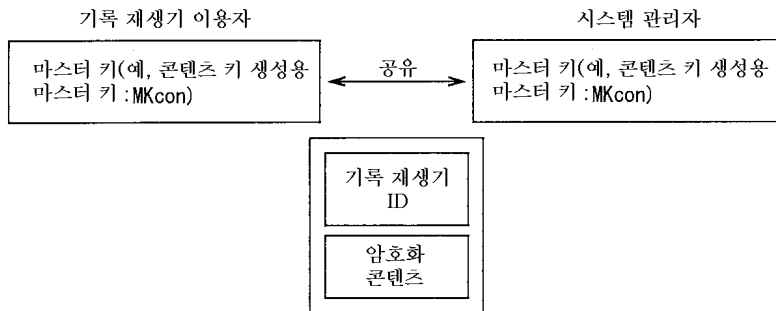 기록 재생기 이용자
시스템 관리자
마스터 키(예, 콘텐츠 키 생성용
마스터 키 :MKcon)
공유
마스터 키(예, 콘텐츠 키 생성용
마스터 키 :MKcon)
기록 재생기
ID
암호화
콘텐츠